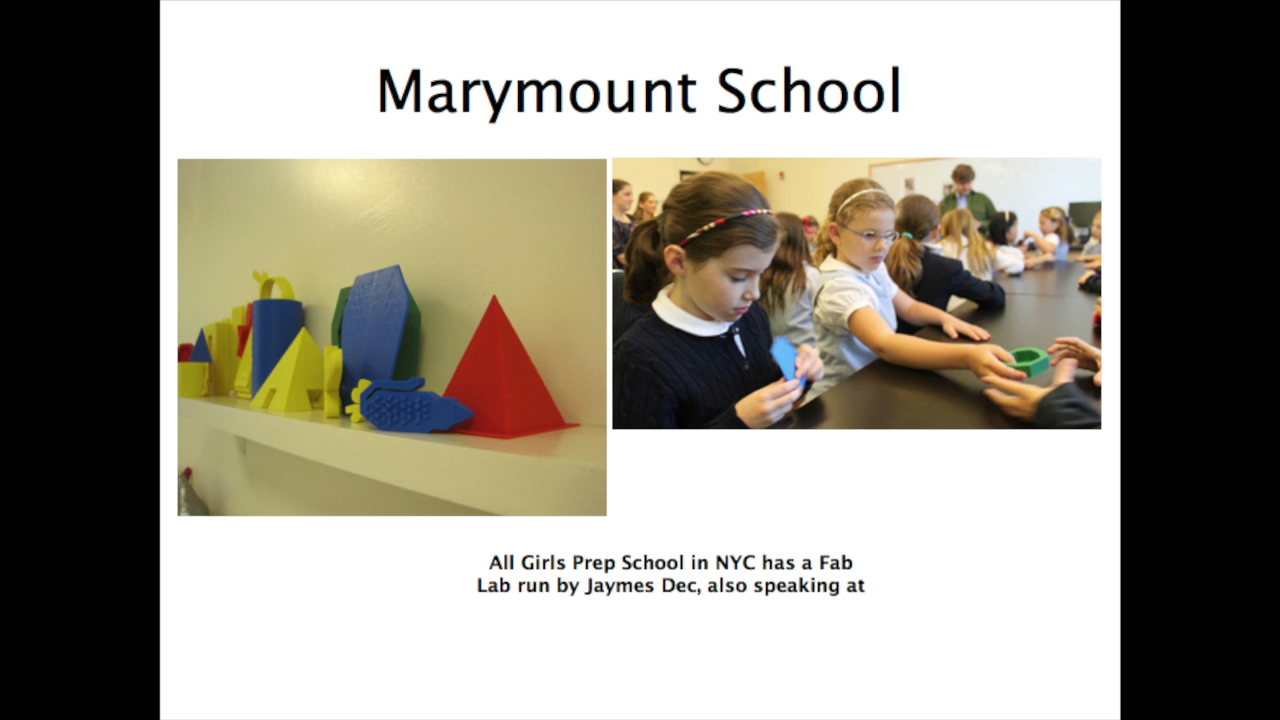 Marymount School
All Girls Prep School in NYC has a Fab
Lab run by Jaymes Dec, also speaking at